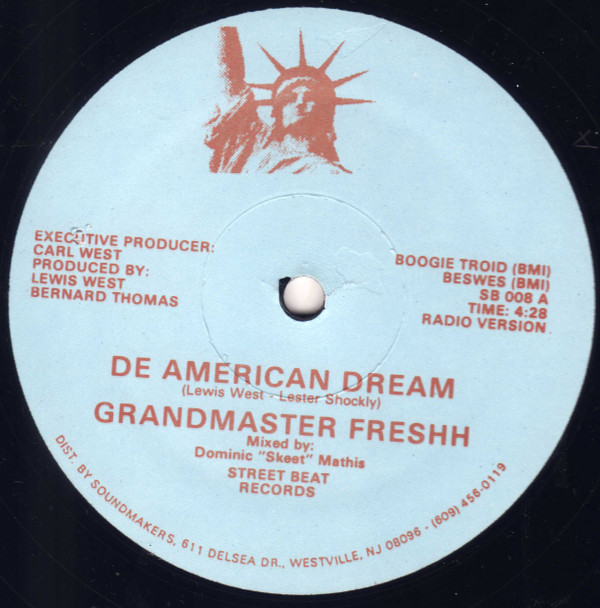 EXECUTIVE PRODUCER:
CARL WEST
PRODUCED BY:
LEWIS WEST
BERNARD THOMAS
BOOGIE TROID (BMI)
BESWES (BMI)
SB 008 A
TIME: 4:28
RADIO VERSION
DE AMERICAN DREAM
(Lewis West - Lester Shockly)
GRANDMASTER FRESHH
Mixed by:
Dominic "Skeet" Mathis
STREET BEAT
RECORDS
DIST. BY SOUNDMAKERS, 611 DELSEA DR., WESTVILLE, NJ 08096 - (609) 456-0119